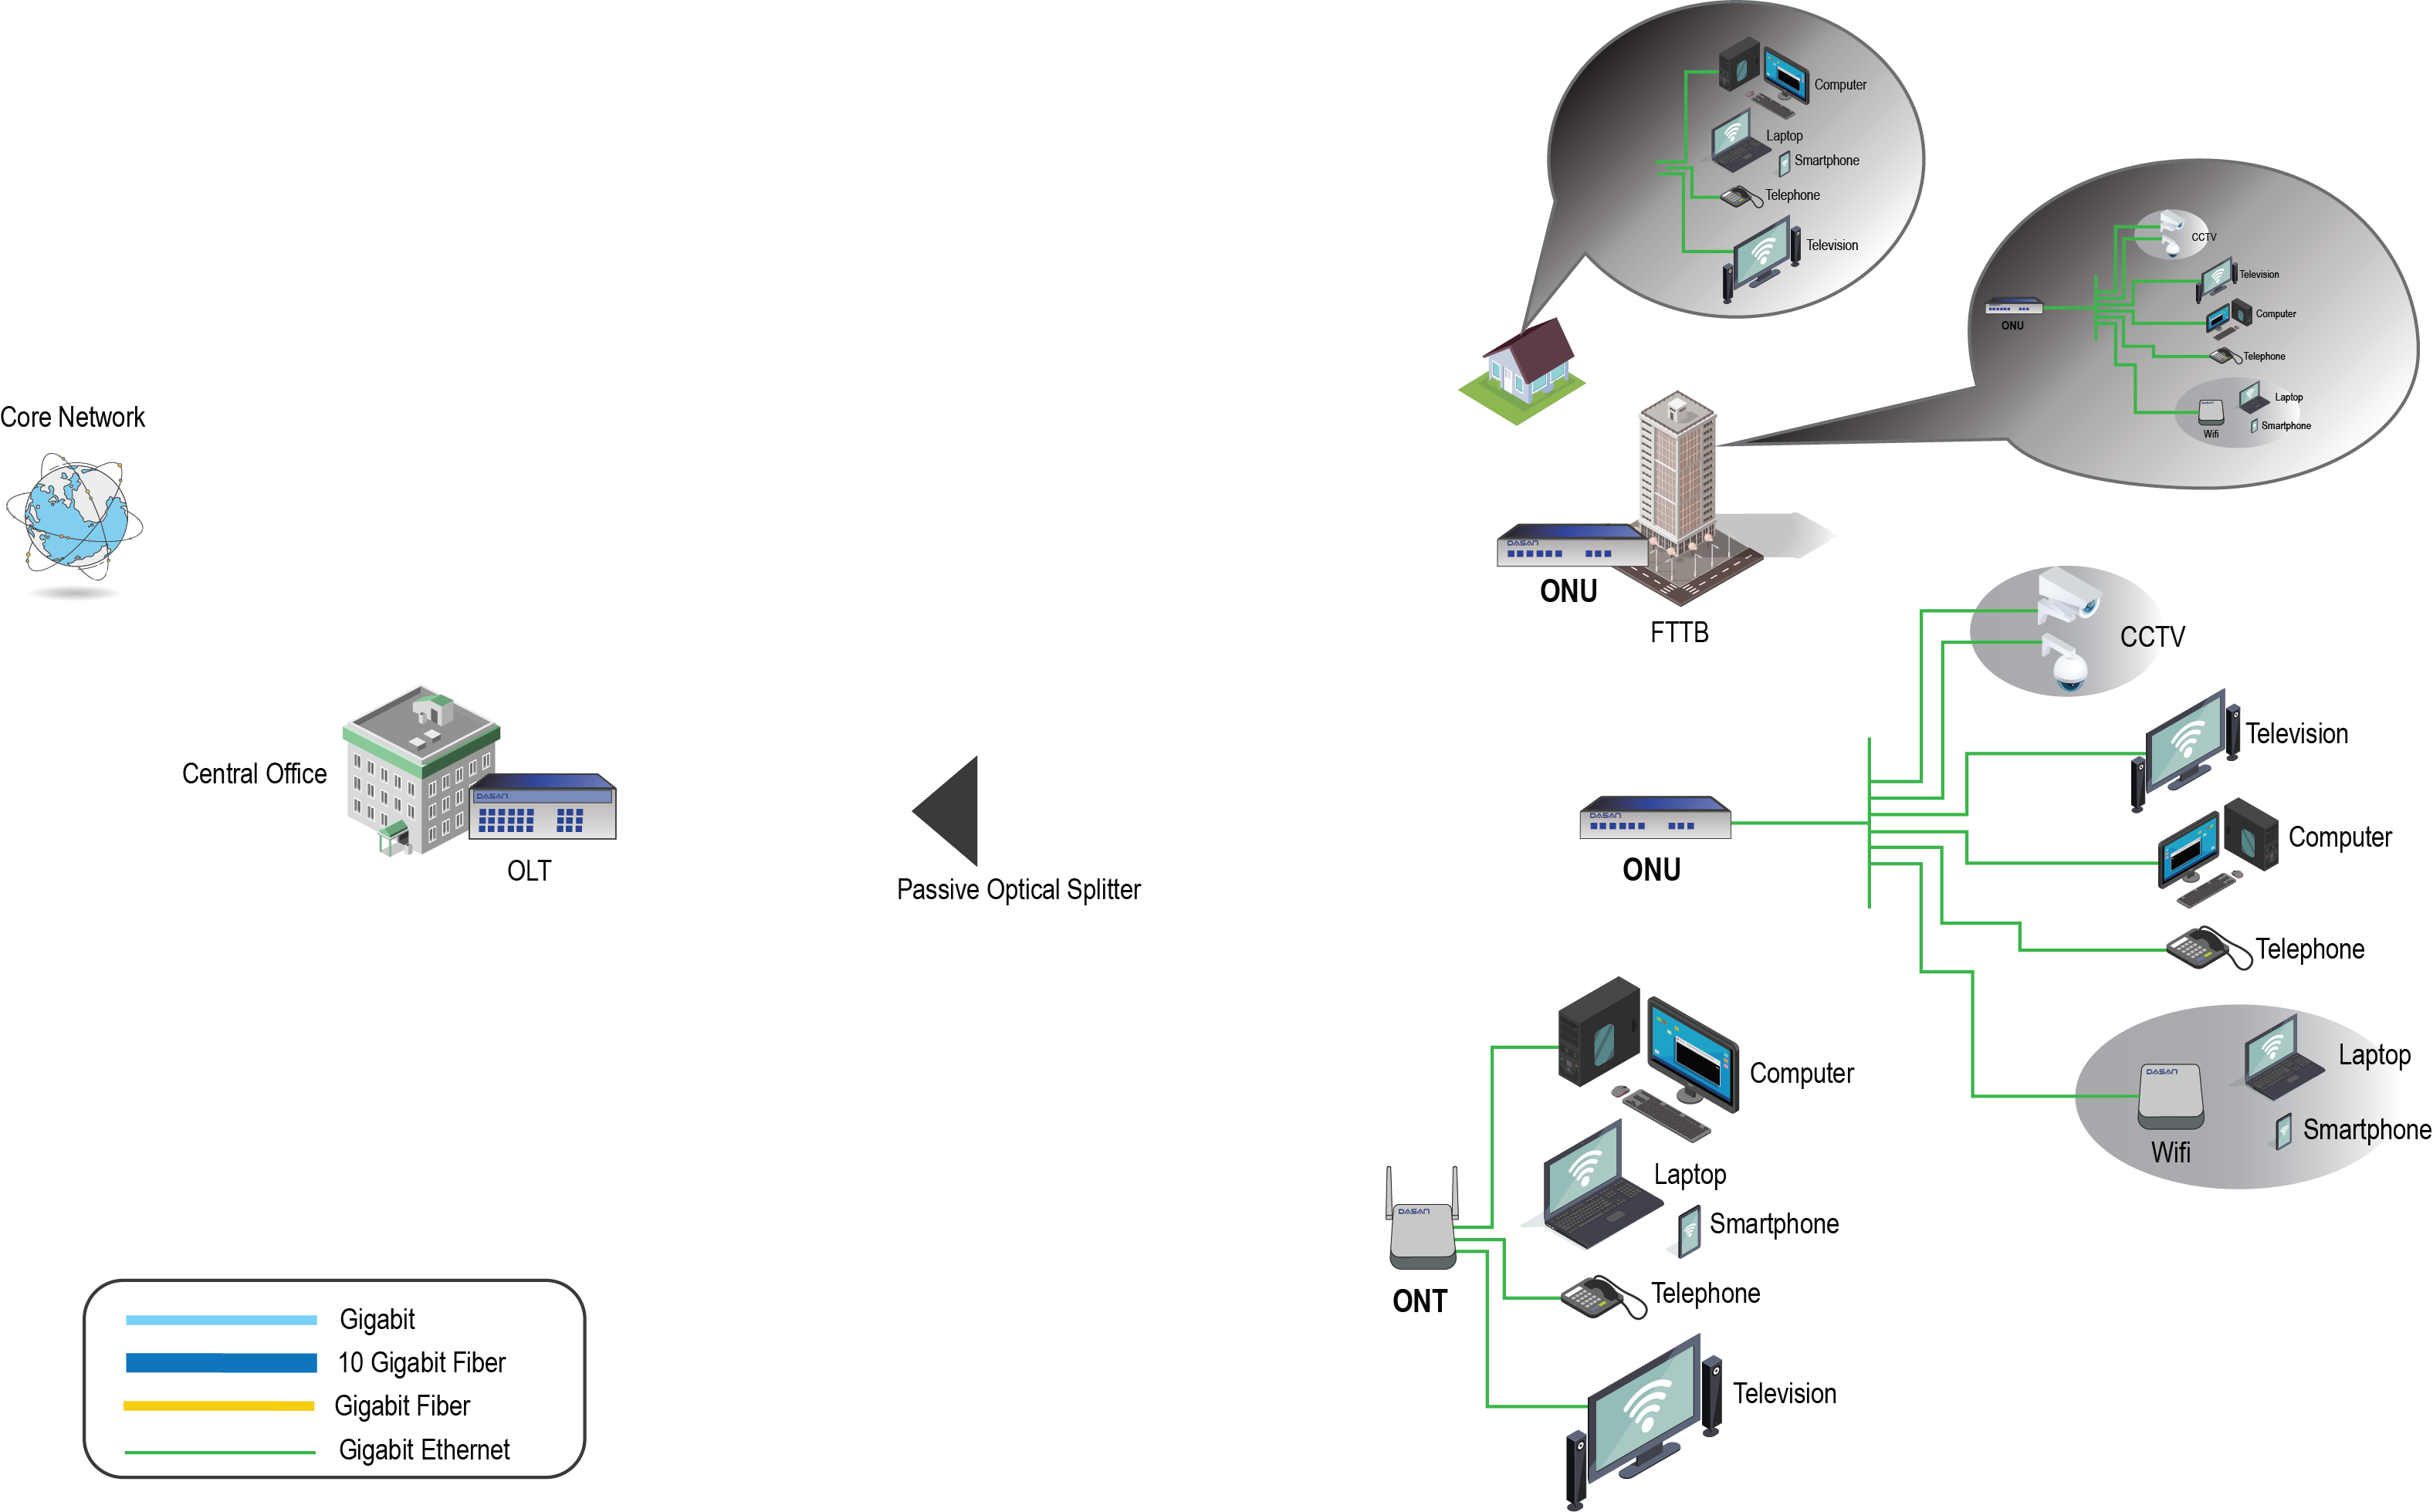 Computer
Laptop
Smartphone
Telephone
Television
CCTV
Television
ONU
Computer
Telephone
Laptop
Wifi
Smartphone
Core Network
DASAN
ONU
FTTB
CCTV
Television
Central Office
DASAN
OLT
Passive Optical Splitter
DASAN
ONU
Computer
Telephone
Laptop
DASAN
Smartphone
Wifi
Computer
Laptop
DASAN
Smartphone
ONT
Telephone
Television
Gigabit
10 Gigabit Fiber
Gigabit Fiber
Gigabit Ethernet